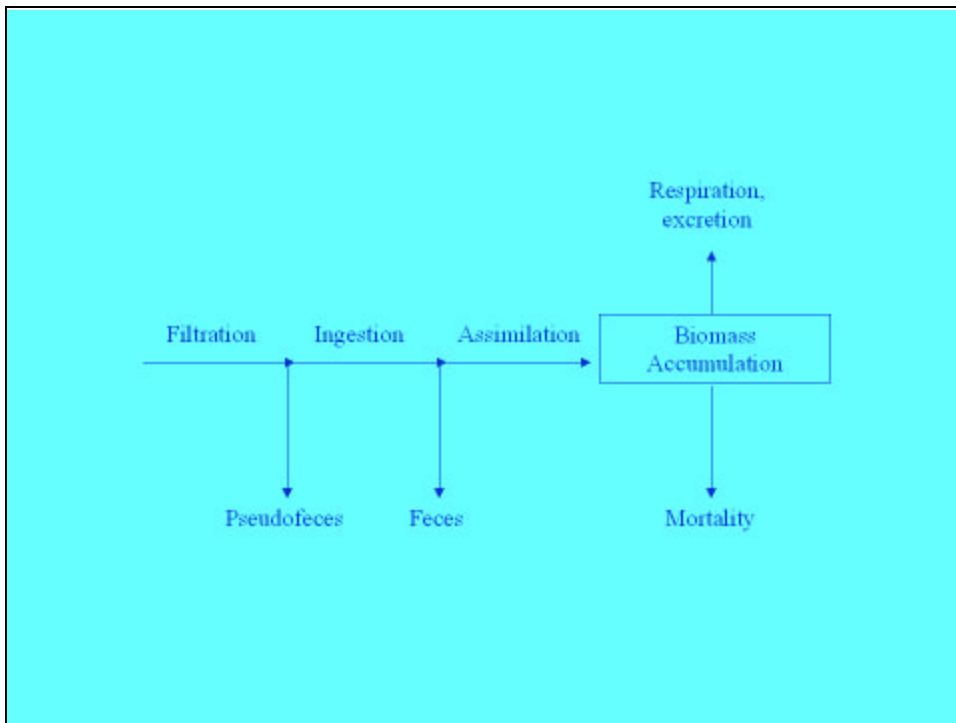 Respiration,
excretion
Filtration
Ingestion
Assimilation
Biomass
Accumulation
Pseudofeces
Feces
Mortality